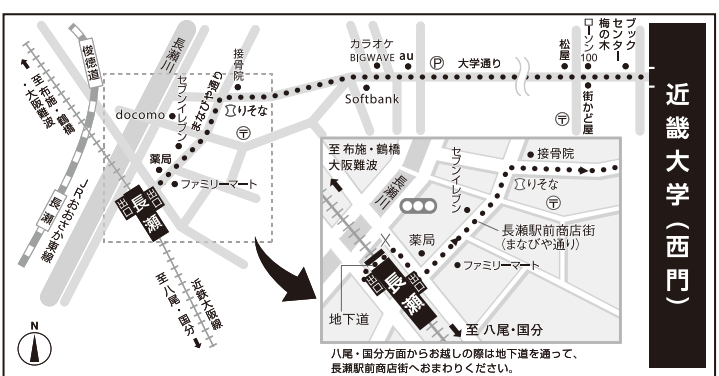 俊徳道
至 布施・鶴橋
・大阪難波
長瀬
JRおおさか東線
長瀬川
docomo
セブンイレブン
薬局
ファミリーマート
まなびや通り
接骨院
りそな
〒
長瀬
出口
出口
近鉄大阪線
至 八尾・国分
N
カラオケ
BIGWAVE
au
Softbank
P
大学通り
松屋
〒
ローソン100
梅の木
ブックセンター
街かど屋
近畿大学(西門)
至 布施・鶴橋
大阪難波
長瀬川
セブンイレブン
接骨院
りそな
〒
長瀬駅前商店街
(まなびや通り)
薬局
ファミリーマート
長瀬
出口
出口
地下道
至 八尾・国分
八尾・国分方面からお越しの際は地下道を通って、
長瀬駅前商店街へおまわりください。